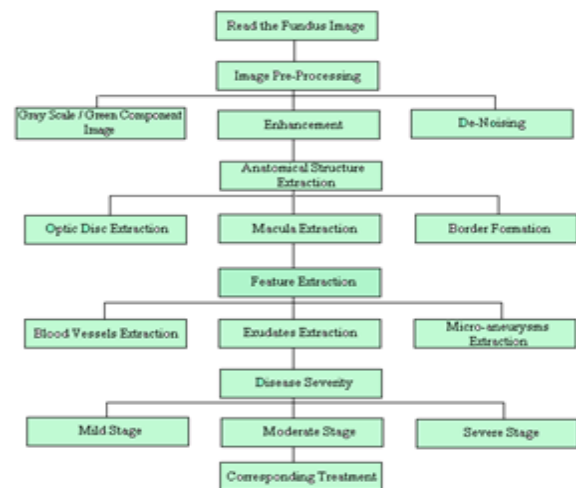 Read the Fundus Image
Image Pre-Processing
Gray Scale / Green Component
Image
Enhancement
De-Noising
Anatomical Structure
Extraction
Optic Disc Extraction
Macula Extraction
Border Formation
Feature Extraction
Blood Vessels Extraction
Exudates Extraction
Micro-aneurysms
Extraction
Disease Severity
Mild Stage
Moderate Stage
Severe Stage
Corresponding Treatment